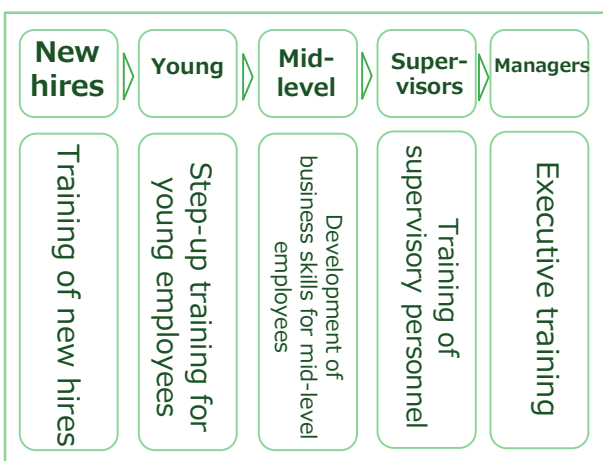 New
hires
Young
Mid-
level
Super-
visors
Managers
Training of new hires
Step-up training for
young employees
Development of
business skills for mid-level
employees
Training of
supervisory personnel
Executive training